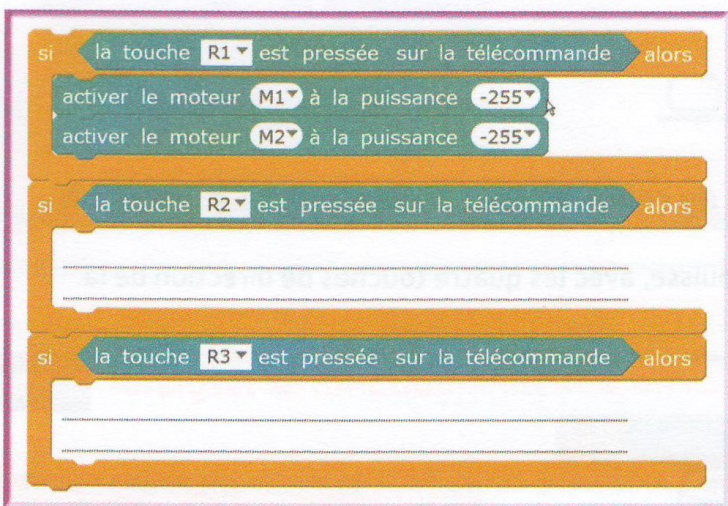 si la touche R1 est pressée sur la télécommande alors
activer le moteur M1 à la puissance -255
activer le moteur M2 à la puissance -255
si la touche R2 est pressée sur la télécommande alors
si la touche R3 est pressée sur la télécommande alors